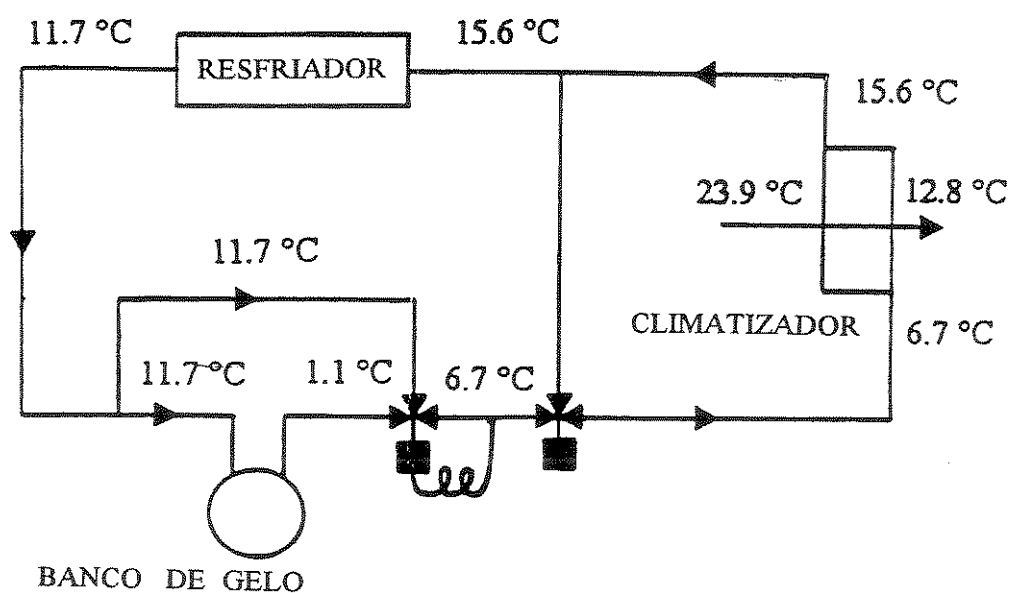 11.7 °C
15.6 °C
RESFRIADOR
15.6 °C
23.9 °C
12.8 °C
11.7 °C
CLIMATIZADOR
6.7 °C
11.7 °C
1.1 °C
6.7 °C
BANCO DE GELO